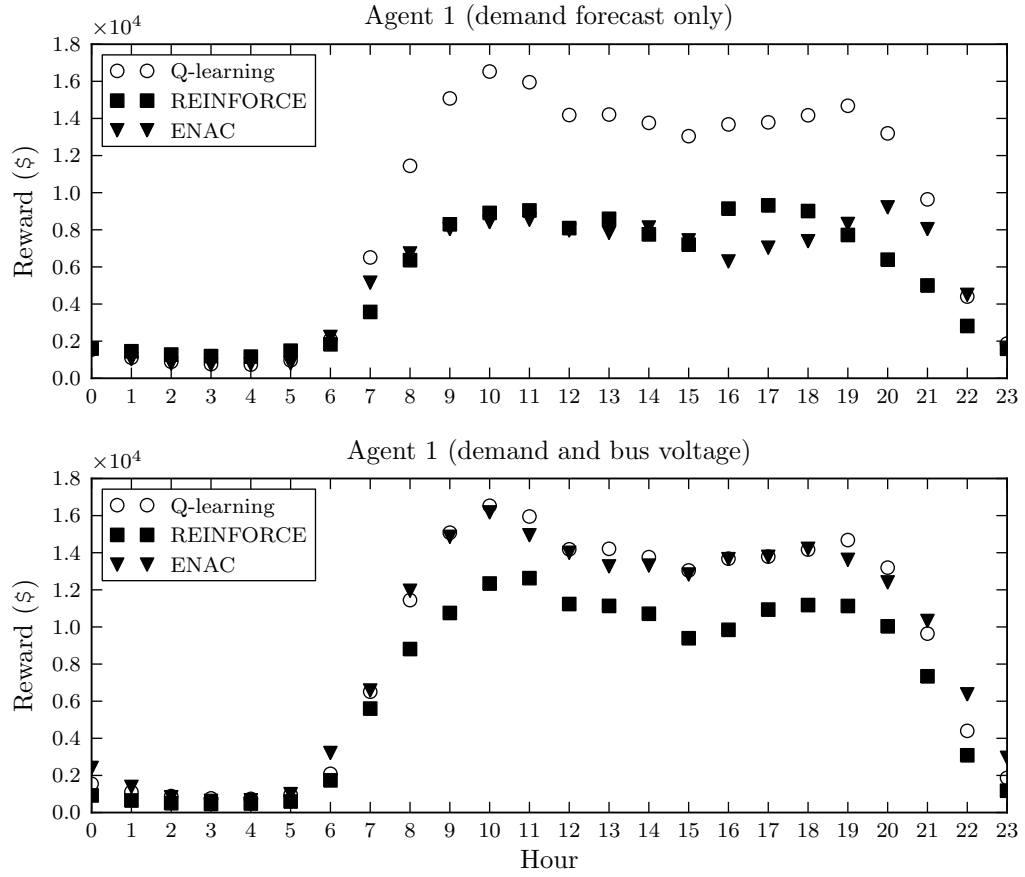 Agent 1 (demand forecast only)
×10⁴
1.8
1.6
1.4
1.2
1.0
0.8
0.6
0.4
0.2
0.0
Reward ($)
Q-learning
REINFORCE
ENAC
0 1 2 3 4 5 6 7 8 9 10 11 12 13 14 15 16 17 18 19 20 21 22 23
Agent 1 (demand and bus voltage)
×10⁴
1.8
1.6
1.4
1.2
1.0
0.8
0.6
0.4
0.2
0.0
Reward ($)
Q-learning
REINFORCE
ENAC
0 1 2 3 4 5 6 7 8 9 10 11 12 13 14 15 16 17 18 19 20 21 22 23
Hour